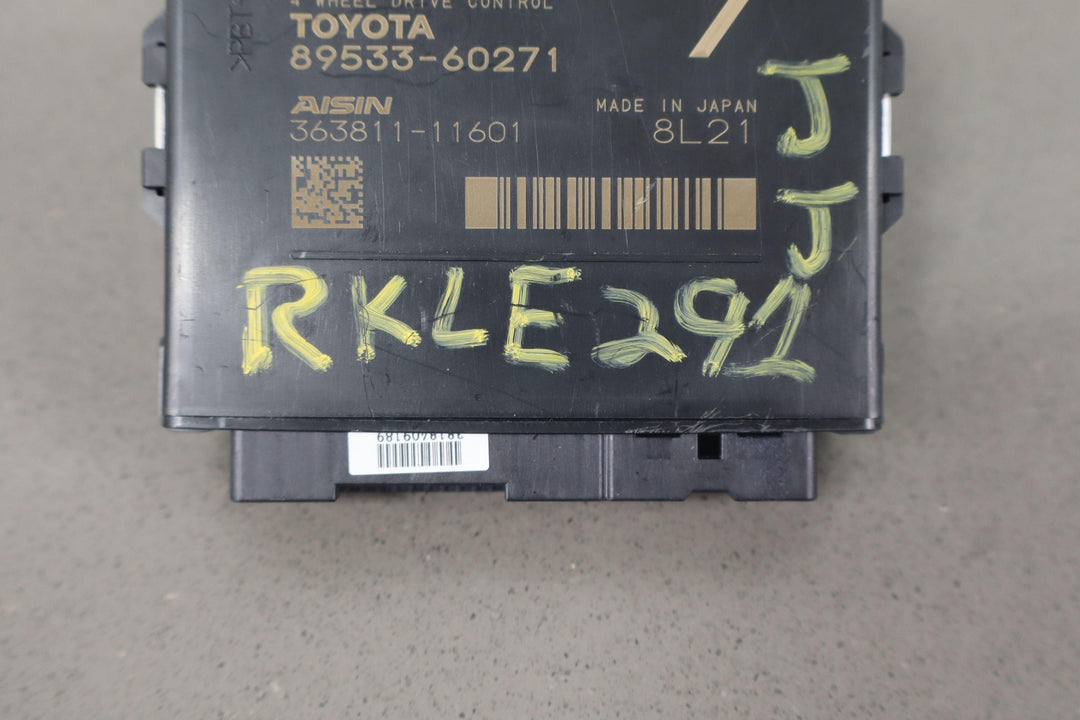 4 WHEEL DRIVE CONTROL
TOYOTA
89533-60271
AISIN
MADE IN JAPAN
363811-11601
8L21
J
J
RKLE291